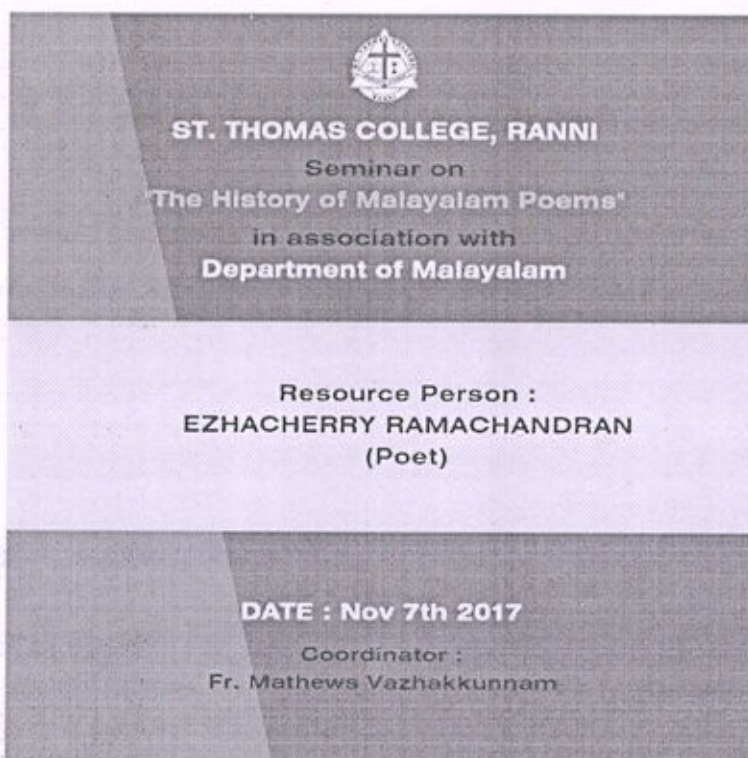 ST. THOMAS COLLEGE, RANNI
Seminar on
"The History of Malayalam Poems"
in association with
Department of Malayalam
Resource Person :
EZHACHERRY RAMACHANDRAN
(Poet)
DATE : Nov 7th 2017
Coordinator :
Fr. Mathews Vazhakkunnam